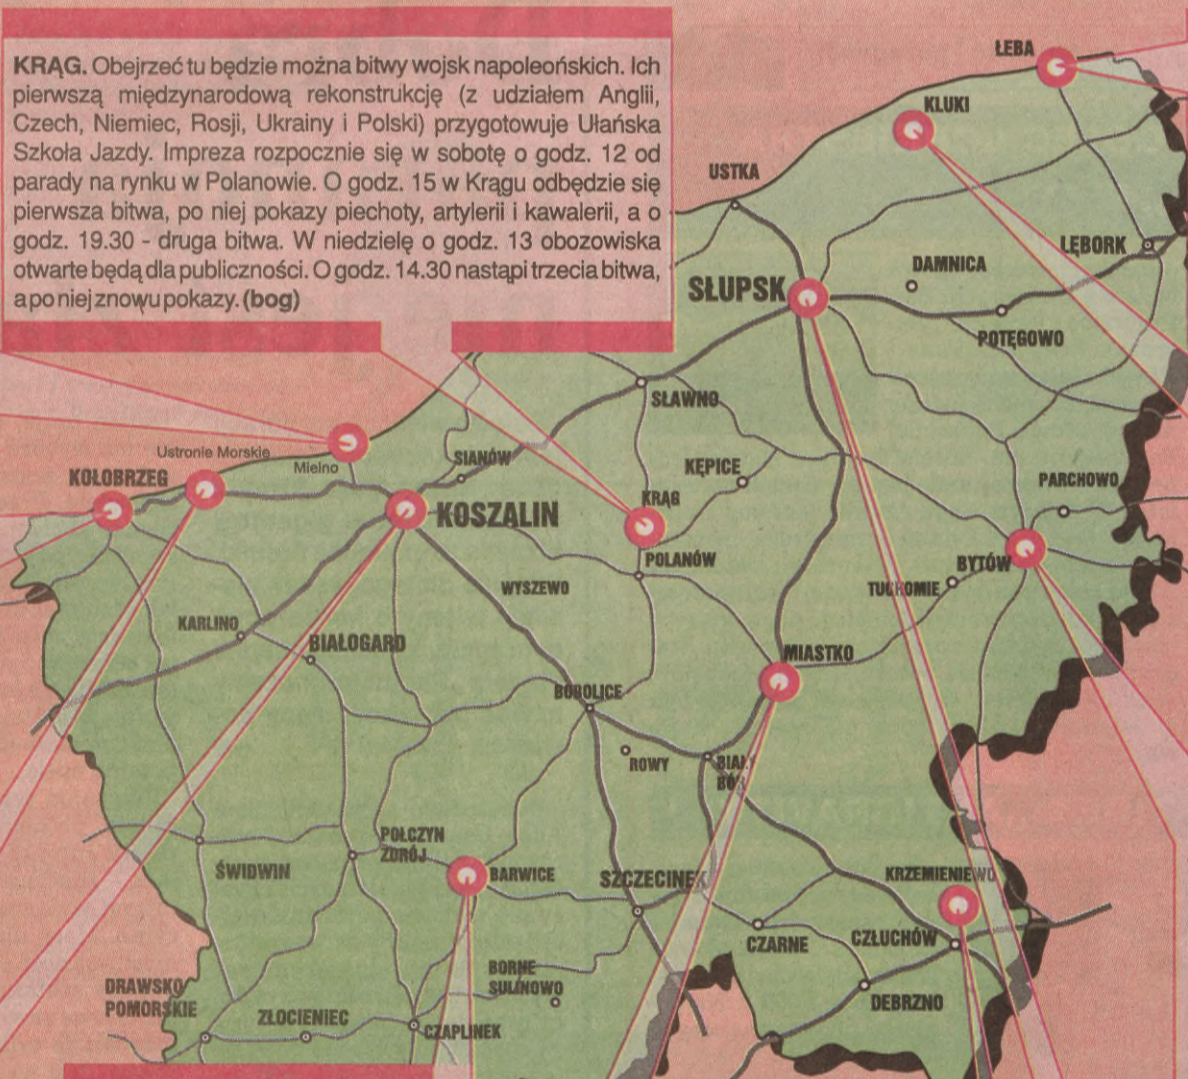 KRĄG. Obejrzeć tu będzie można bitwy wojsk napoleońskich. Ich
pierwszą międzynarodową rekonstrukcję (z udziałem Anglii,
Czech, Niemiec, Rosji, Ukrainy i Polski) przygotowuje Ułańska
Szkoła Jazdy. Impreza rozpocznie się w sobotę o godz. 12 od
parady na rynku w Polanowie. O godz. 15 w Krągu odbędzie się
pierwsza bitwa, po niej pokazy piechoty, artylerii i kawalerii, a o
godz. 19.30 - druga bitwa. W niedzielę o godz. 13 obozowiska
otwarte będą dla publiczności. O godz. 14.30 nastąpi trzecia bitwa,
a po niej znowu pokazy. (bog)
ŁEBA
KLUKI
USTKA
LĘBORK
DAMNICA
SŁUPSK
POTĘGOWO
SŁAWNO
Ustronie Morskie
Mielno
SIANÓW
KĘPICE
KOŁOBRZEG
PARCHOWO
KRĄG
KOSZALIN
POLANÓW
BYTÓW
WYSZEWO
TUCHOMIE
KARLINO
BIAŁOGARD
MIASTKO
BOBOLICE
ROWY
BIAŁY
BÓR
POŁCZYN
ZDRÓJ
ŚWIDWIN
BARWICE
SZCZECINEK
KRZEMIENIEWO
CZARNE
CZŁUCHÓW
BORNE
SULINOWO
DRAWSKO
POMORSKIE
DEBRZNO
ZŁOCIENIEC
CZAPLINEK